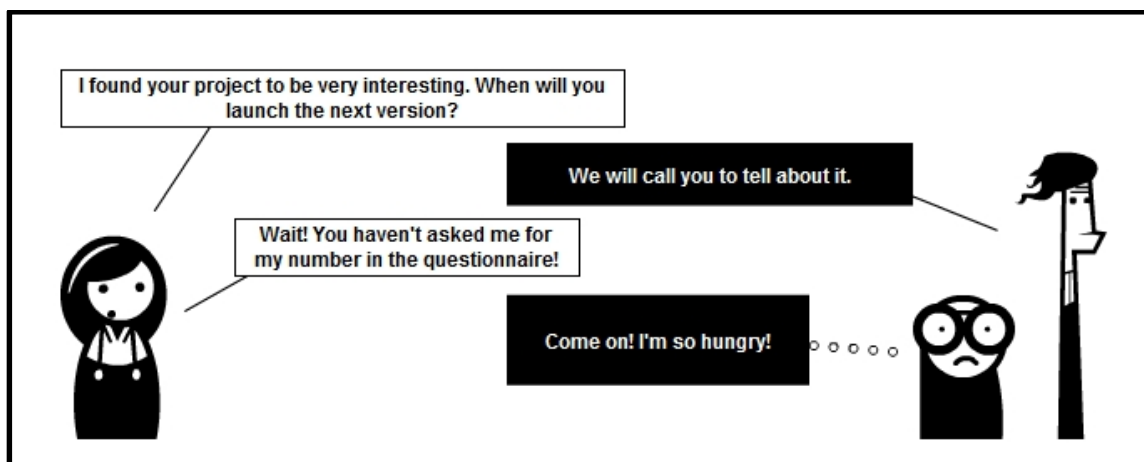 I found your project to be very interesting. When will you
launch the next version?
We will call you to tell about it.
Wait! You haven't asked me for
my number in the questionnaire!
Come on! I'm so hungry!